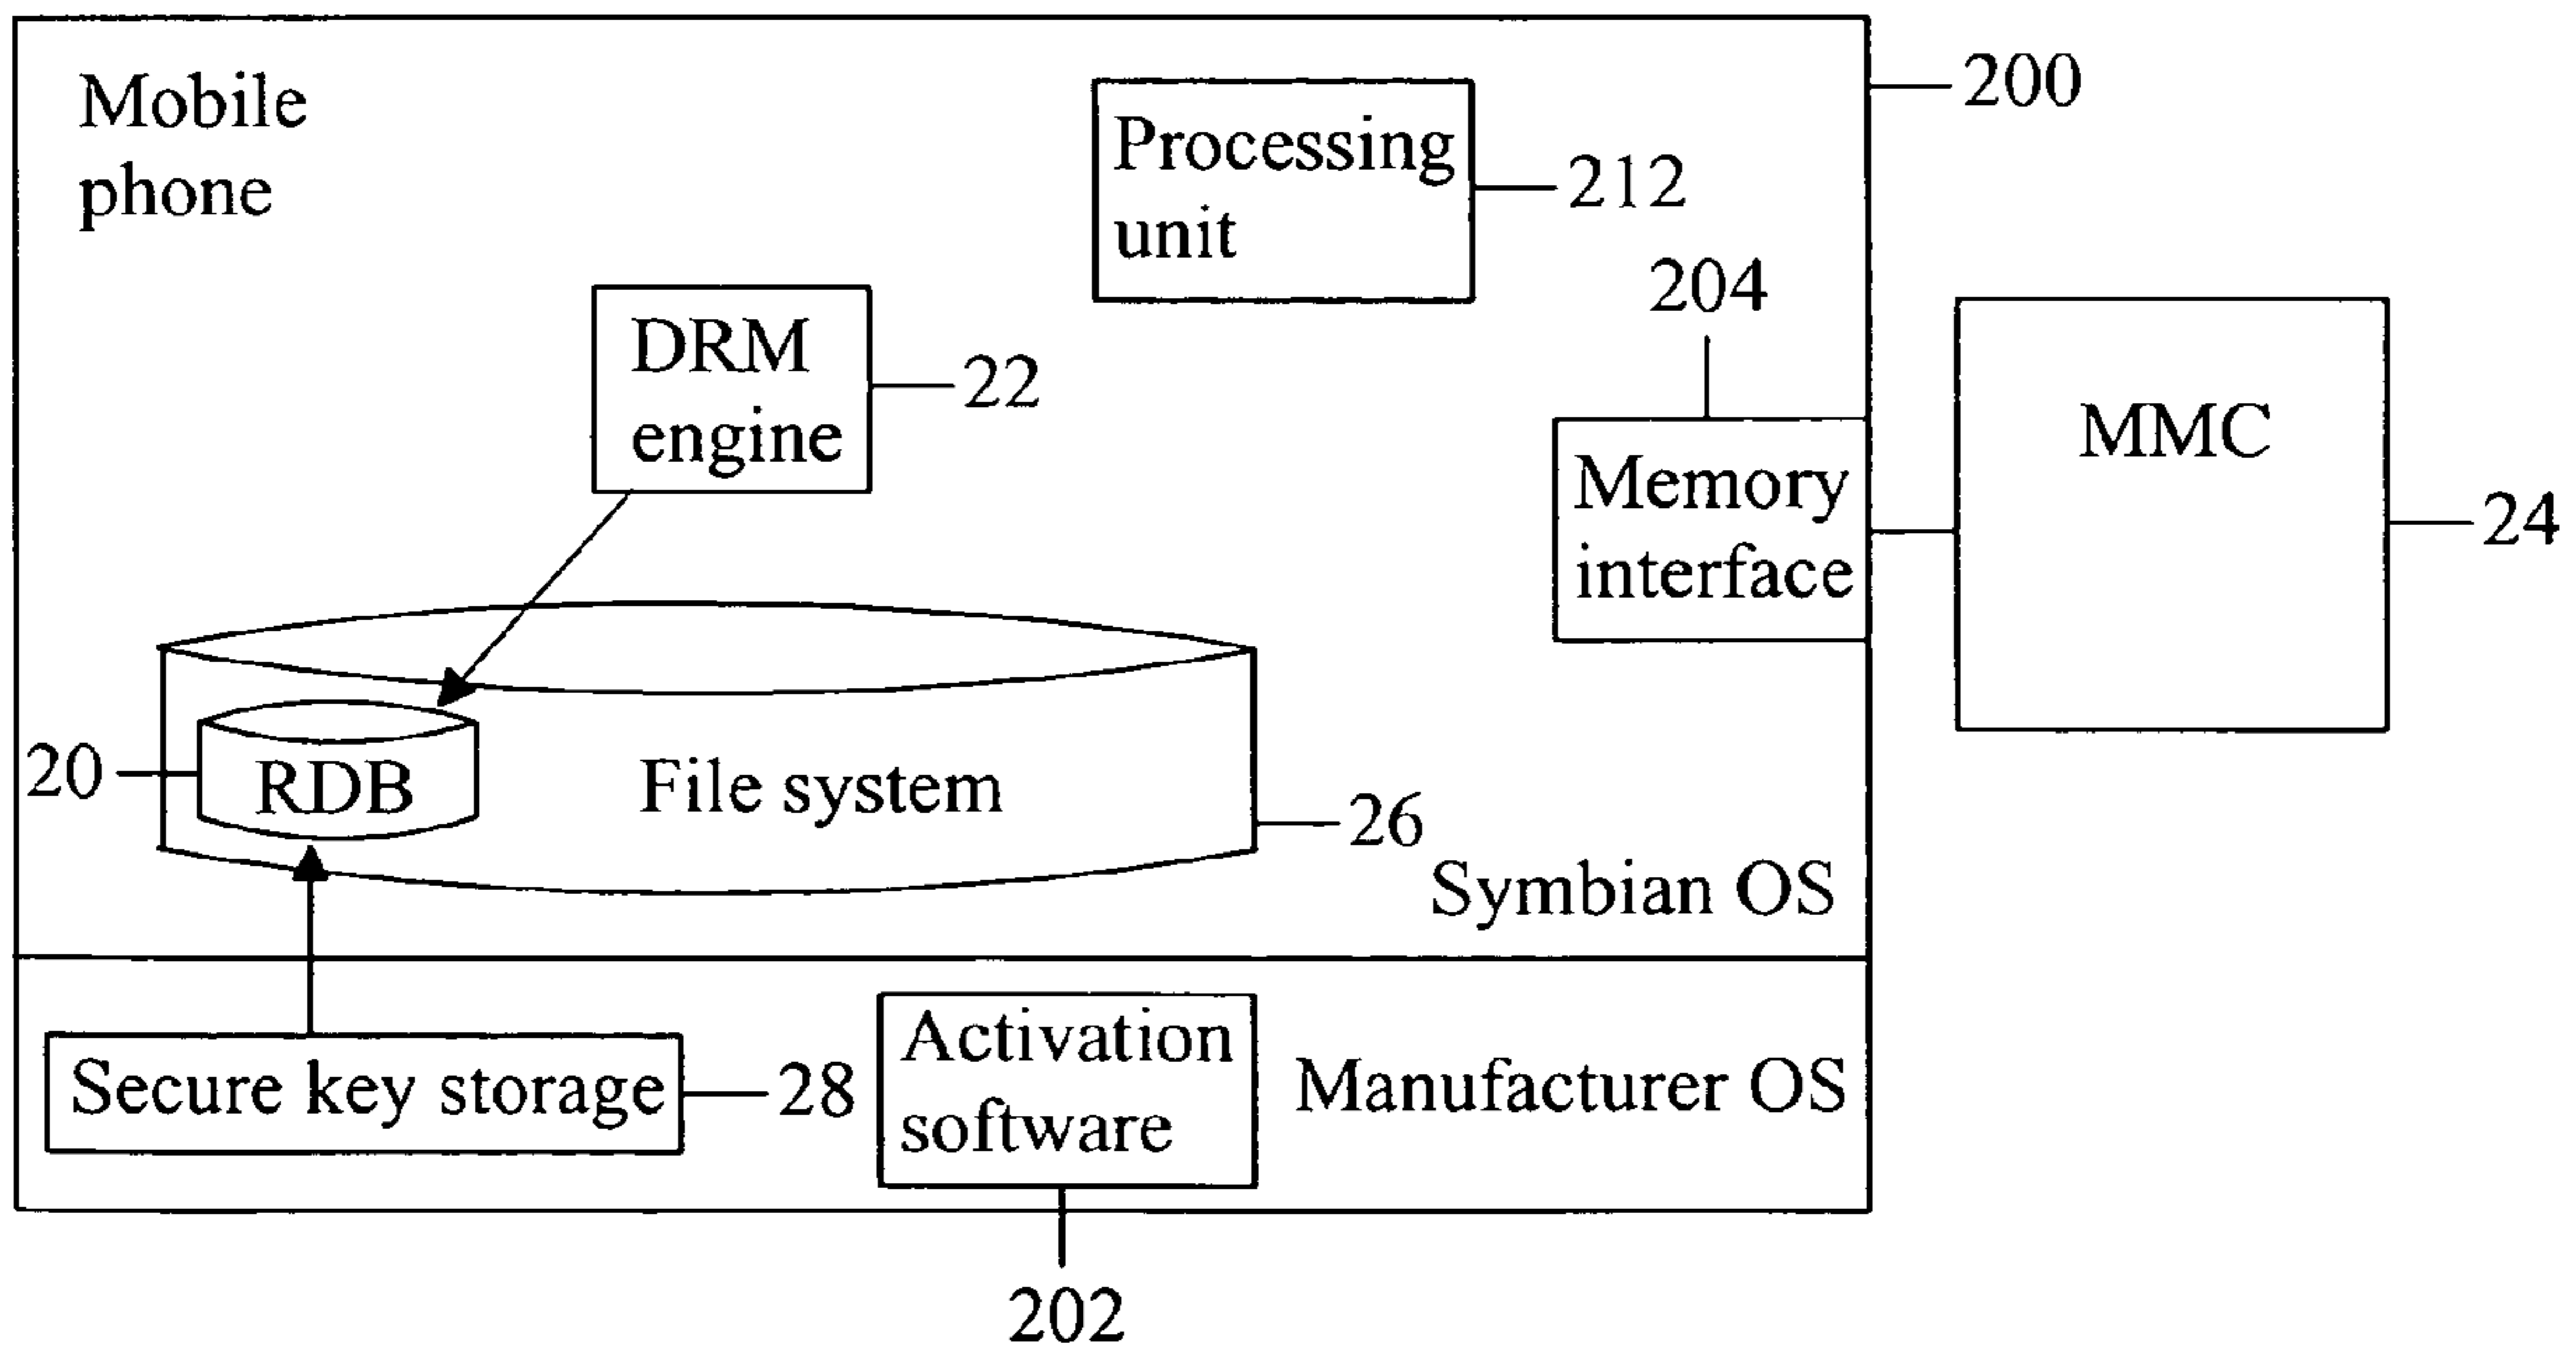 Mobile
phone
Processing
unit
200
212
204
DRM
engine
22
MMC
Memory
interface
24
20
RDB
File system
26
Symbian OS
Secure key storage
28
Activation
software
Manufacturer OS
202